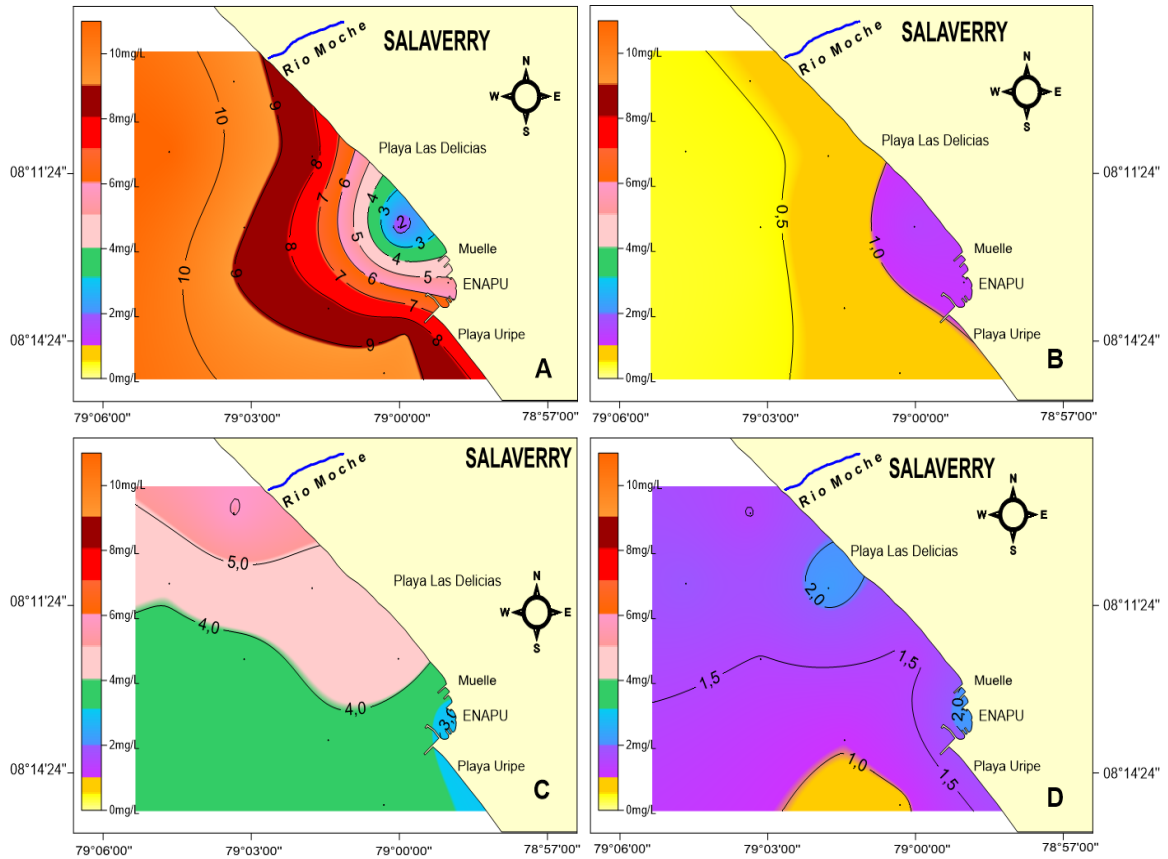 10mg/L
8mg/L
6mg/L
4mg/L
2mg/L
0mg/L
Rio Moche
SALAVERRY
N
W E
S
Playa Las Delicias
Muelle
ENAPU
Playa Uripe
A
10
10
9
9
9
8
8
8
7
7
7
6
6
5
5
4
4
3
3
2
08°11'24"
08°14'24"
79°06'00"
79°03'00"
79°00'00"
78°57'00"
10mg/L
8mg/L
6mg/L
4mg/L
2mg/L
0mg/L
Rio Moche
SALAVERRY
N
W E
S
Playa Las Delicias
Muelle
ENAPU
Playa Uripe
B
0,5
1,0
08°11'24"
08°14'24"
79°06'00"
79°03'00"
79°00'00"
78°57'00"
10mg/L
8mg/L
6mg/L
4mg/L
2mg/L
0mg/L
Rio Moche
SALAVERRY
N
W E
S
Playa Las Delicias
Muelle
ENAPU
Playa Uripe
C
5,0
4,0
4,0
3,0
08°11'24"
08°14'24"
79°06'00"
79°03'00"
79°00'00"
78°57'00"
10mg/L
8mg/L
6mg/L
4mg/L
2mg/L
0mg/L
Rio Moche
SALAVERRY
N
W E
S
Playa Las Delicias
Muelle
ENAPU
Playa Uripe
D
2,0
1,5
1,5
2,0
1,5
1,0
08°11'24"
08°14'24"
79°06'00"
79°03'00"
79°00'00"
78°57'00"